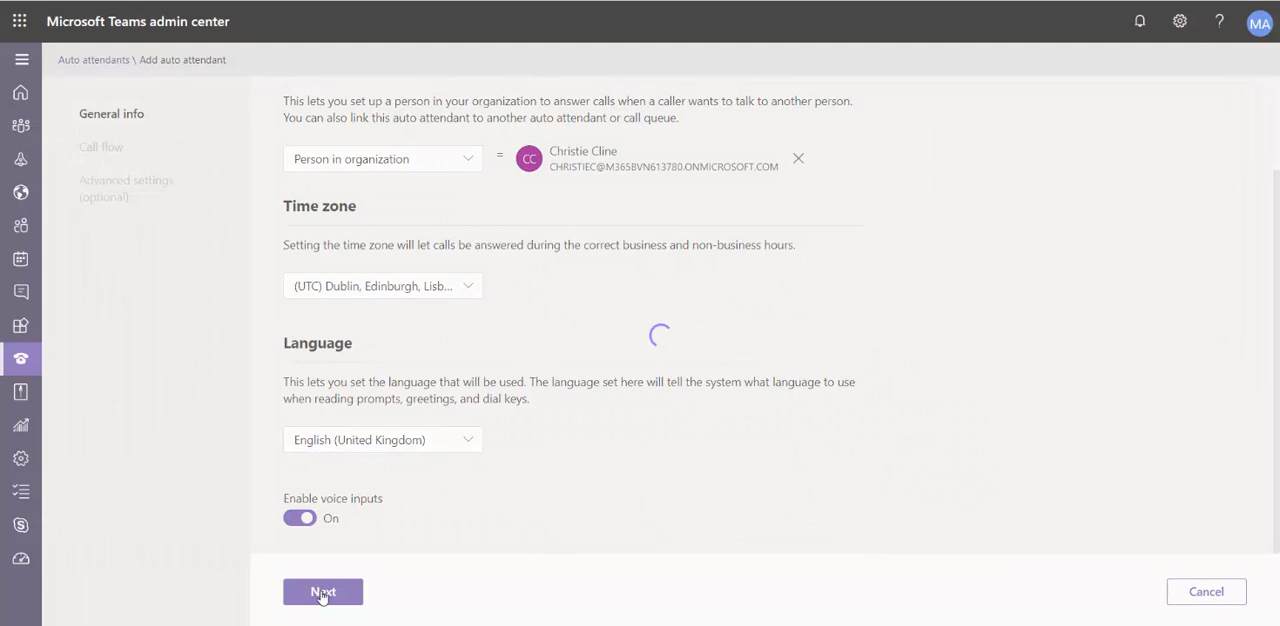 Microsoft Teams admin center
?
MA
Auto attendants \ Add auto attendant
General info
Call flow
Advanced settings
(optional)
This lets you set up a person in your organization to answer calls when a caller wants to talk to another person.
You can also link this auto attendant to another auto attendant or call queue.
Person in organization
=
CC
Christie Cline
CHRISTIEC@M365BVN613780.ONMICROSOFT.COM
Time zone
Setting the time zone will let calls be answered during the correct business and non-business hours.
(UTC) Dublin, Edinburgh, Lisb...
Language
This lets you set the language that will be used. The language set here will tell the system what language to use
when reading prompts, greetings, and dial keys.
English (United Kingdom)
Enable voice inputs
On
Next
Cancel